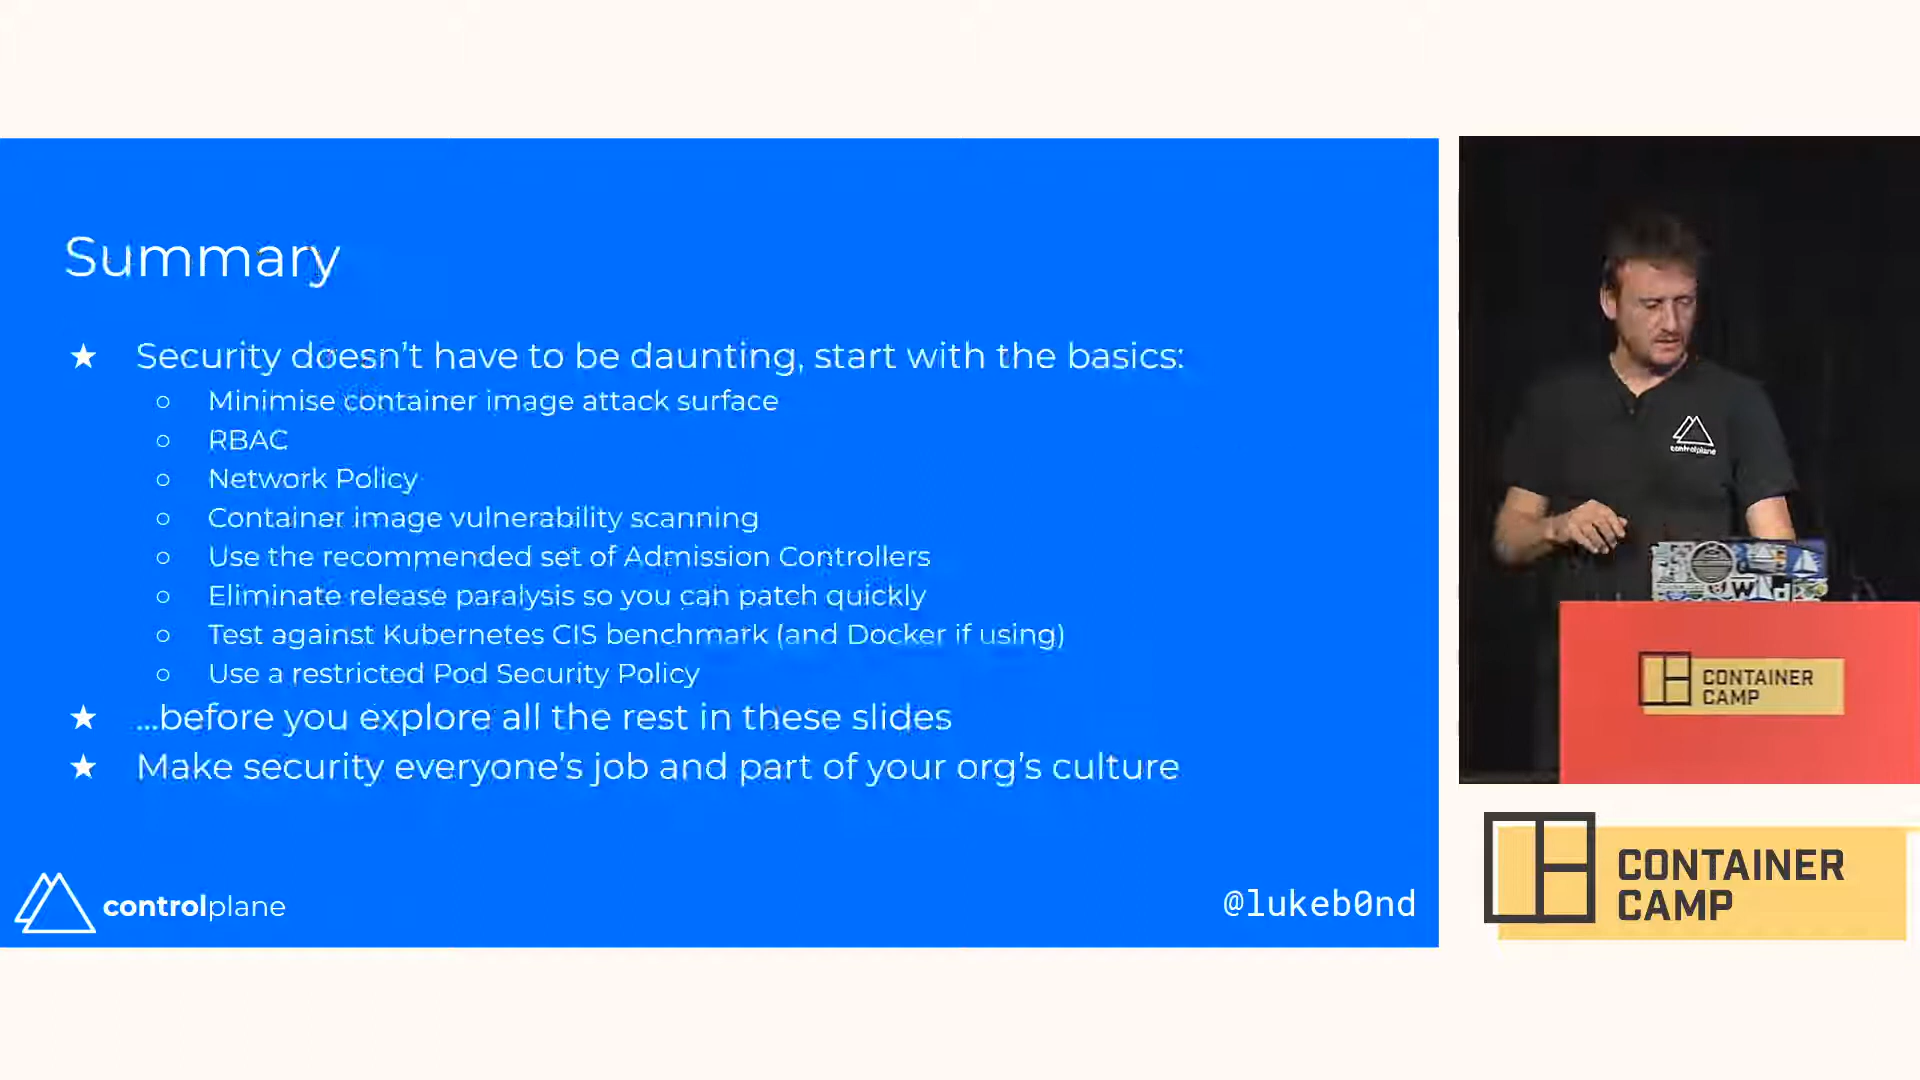 Summary
★ Security doesn't have to be daunting, start with the basics:
○ Minimise container image attack surface
○ RBAC
○ Network Policy
○ Container image vulnerability scanning
○ Use the recommended set of Admission Controllers
○ Eliminate release paralysis so you can patch quickly
○ Test against Kubernetes CIS benchmark (and Docker if using)
○ Use a restricted Pod Security Policy
★ ...before you explore all the rest in these slides
★ Make security everyone's job and part of your org's culture
controlplane
@lukeb0nd
controlplane
CONTAINER
CAMP
CONTAINER
CAMP